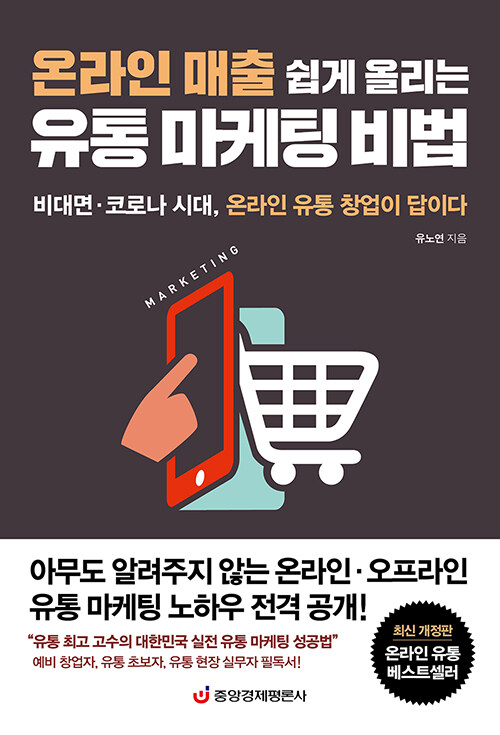 온라인 매출 쉽게 올리는
유통 마케팅 비법
비대면·코로나 시대, 온라인 유통 창업이 답이다
유노연 지음
MARKETING
아무도 알려주지 않는 온라인·오프라인
유통 마케팅 노하우 전격 공개!
“유통 최고 고수의 대한민국 실전 유통 마케팅 성공법”
예비 창업자, 유통 초보자, 유통 현장 실무자 필독서!
최신 개정판
온라인 유통
베스트셀러
중앙경제평론사